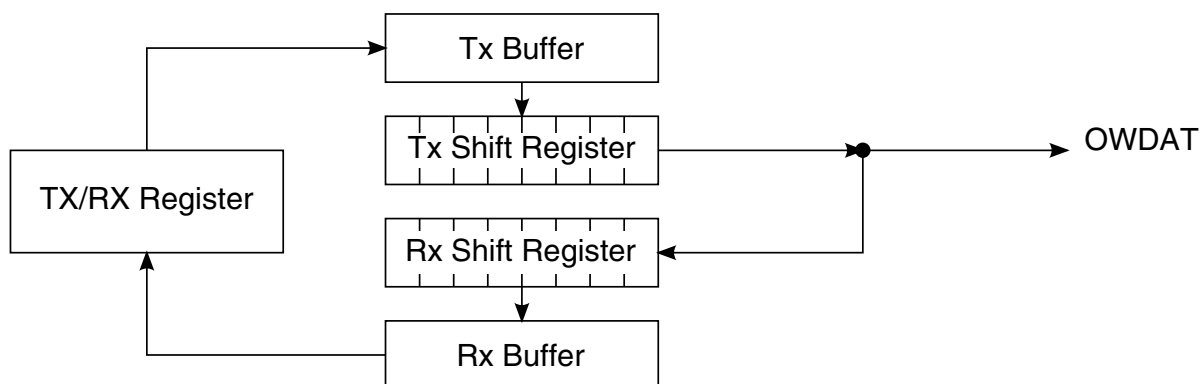 Tx Buffer
Tx Shift Register
OWDAT
TX/RX Register
Rx Shift Register
Rx Buffer